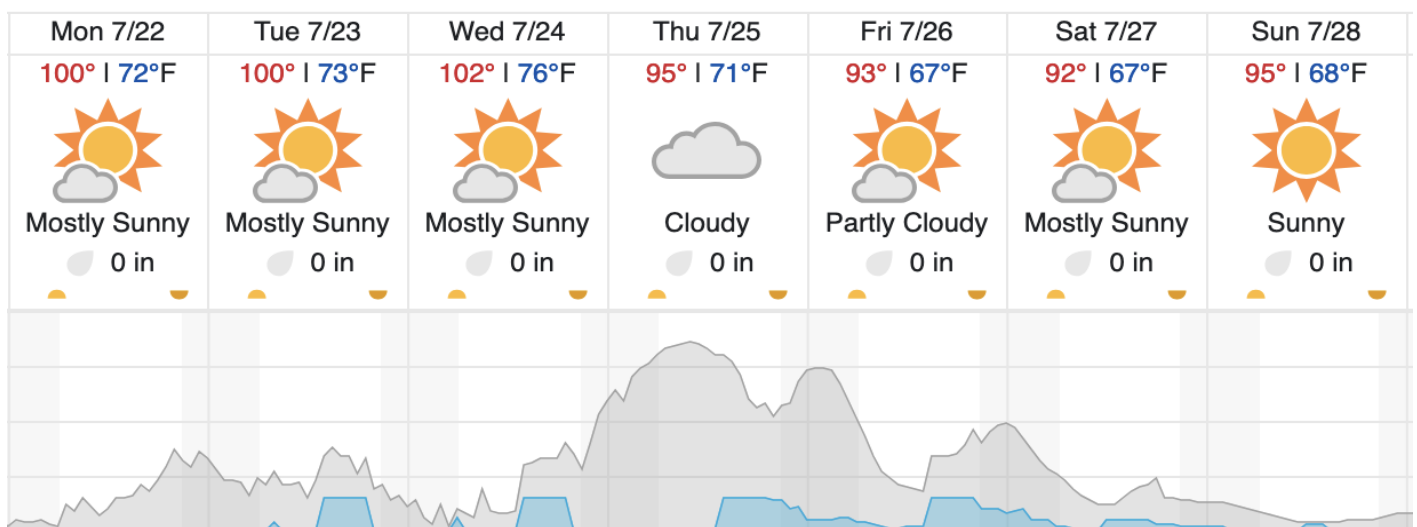 Mon 7/22 Tue 7/23 Wed 7/24 Thu 7/25 Fri 7/26 Sat 7/27 Sun 7/28
100° | 72°F 100° | 73°F 102° | 76°F 95° | 71°F 93° | 67°F 92° | 67°F 95° | 68°F
Mostly Sunny Mostly Sunny Mostly Sunny Cloudy Partly Cloudy Mostly Sunny Sunny
0 in 0 in 0 in 0 in 0 in 0 in 0 in